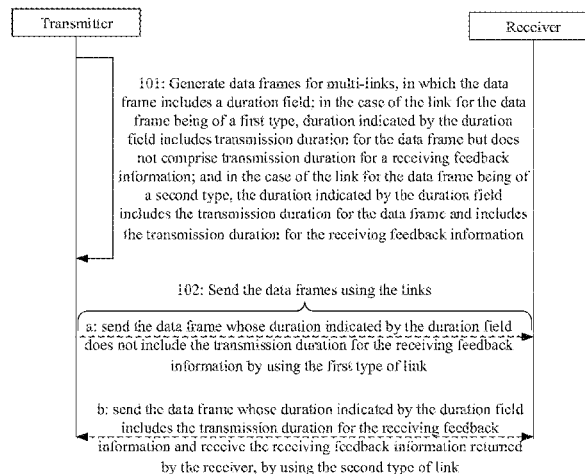 Transmitter
Receiver
101: Generate data frames for multi-links, in which the data
frame includes a duration field; in the case of the link for the data
frame being of a first type, duration indicated by the duration
field includes transmission duration for the data frame but does
not comprise transmission duration for a receiving feedback
information; and in the case of the link for the data frame being of
a second type, the duration indicated by the duration field
includes the transmission duration for the data frame and includes
the transmission duration for the receiving feedback information
102: Send the data frames using the links
a: send the data frame whose duration indicated by the duration field
does not include the transmission duration for the receiving feedback
information by using the first type of link
b: send the data frame whose duration indicated by the duration field
includes the transmission duration for the receiving feedback
information and receive the receiving feedback information returned
by the receiver, by using the second type of link